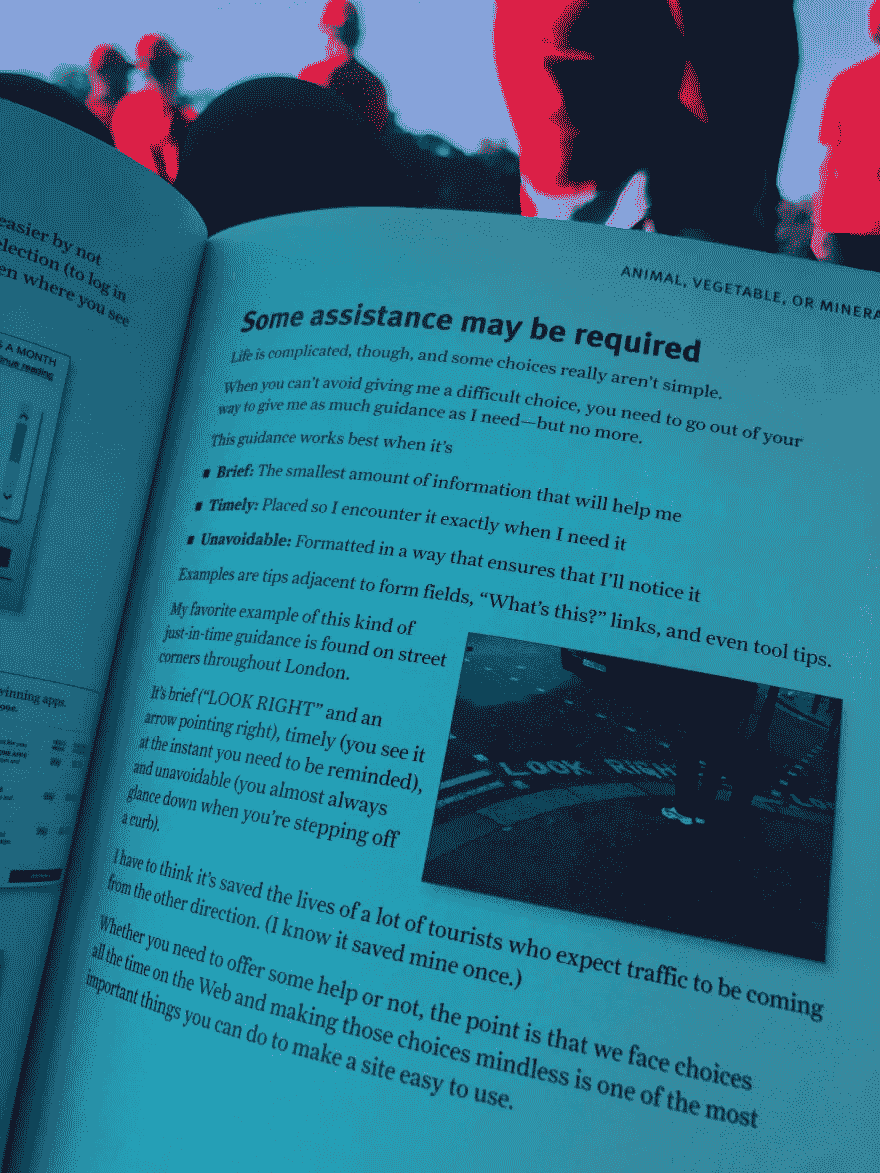 easier by not
election (to log in
en where you see
A MONTH
continue reading
winning apps.
ANIMAL, VEGETABLE, OR MINERA
Some assistance may be required
Life is complicated, though, and some choices really aren't simple.
When you can't avoid giving me a difficult choice, you need to go out of your
way to give me as much guidance as I need—but no more.
This guidance works best when it's
■ Brief: The smallest amount of information that will help me
■ Timely: Placed so I encounter it exactly when I need it
■ Unavoidable: Formatted in a way that ensures that I'll notice it
Examples are tips adjacent to form fields, “What's this?” links, and even tool tips.
My favorite example of this kind of
just-in-time guidance is found on street
corners throughout London.
It's brief (“LOOK RIGHT” and an
arrow pointing right), timely (you see it
at the instant you need to be reminded),
and unavoidable (you almost always
glance down when you're stepping off
a curb).
LOOK RIGH
LO
I have to think it's saved the lives of a lot of tourists who expect traffic to be coming
from the other direction. (I know it saved mine once.)
Whether you need to offer some help or not, the point is that we face choices
all the time on the Web and making those choices mindless is one of the most
important things you can do to make a site easy to use.